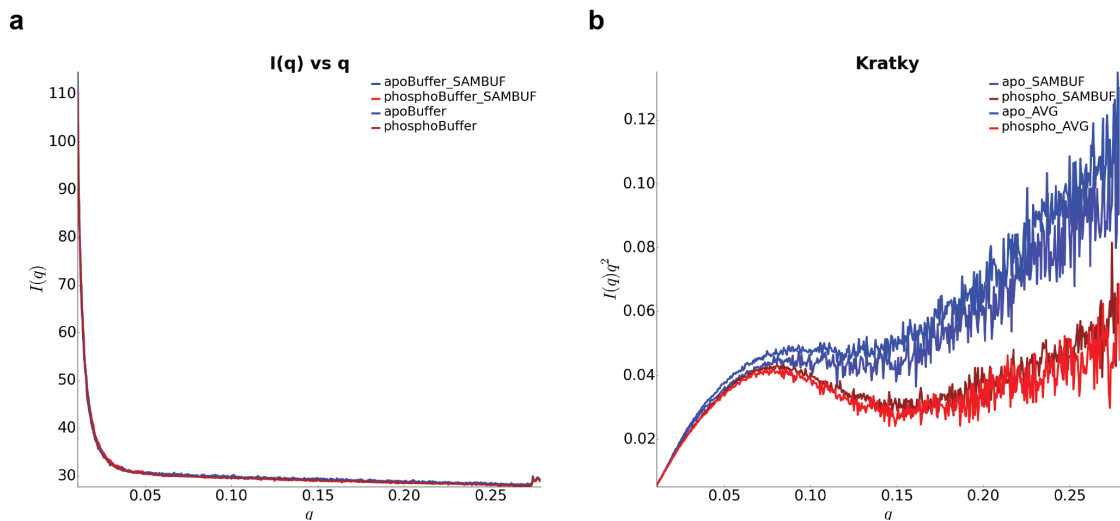 a
I(q) vs q
apoBuffer_SAMBUF
phosphoBuffer_SAMBUF
apoBuffer
phosphoBuffer
110
100
90
80
70
60
50
40
30
I(q)
0.05
0.10
0.15
0.20
0.25
q
b
Kratky
apo_SAMBUF
phospho_SAMBUF
apo_AVG
phospho_AVG
0.12
0.10
0.08
0.06
0.04
0.02
I(q)q²
0.05
0.10
0.15
0.20
0.25
q